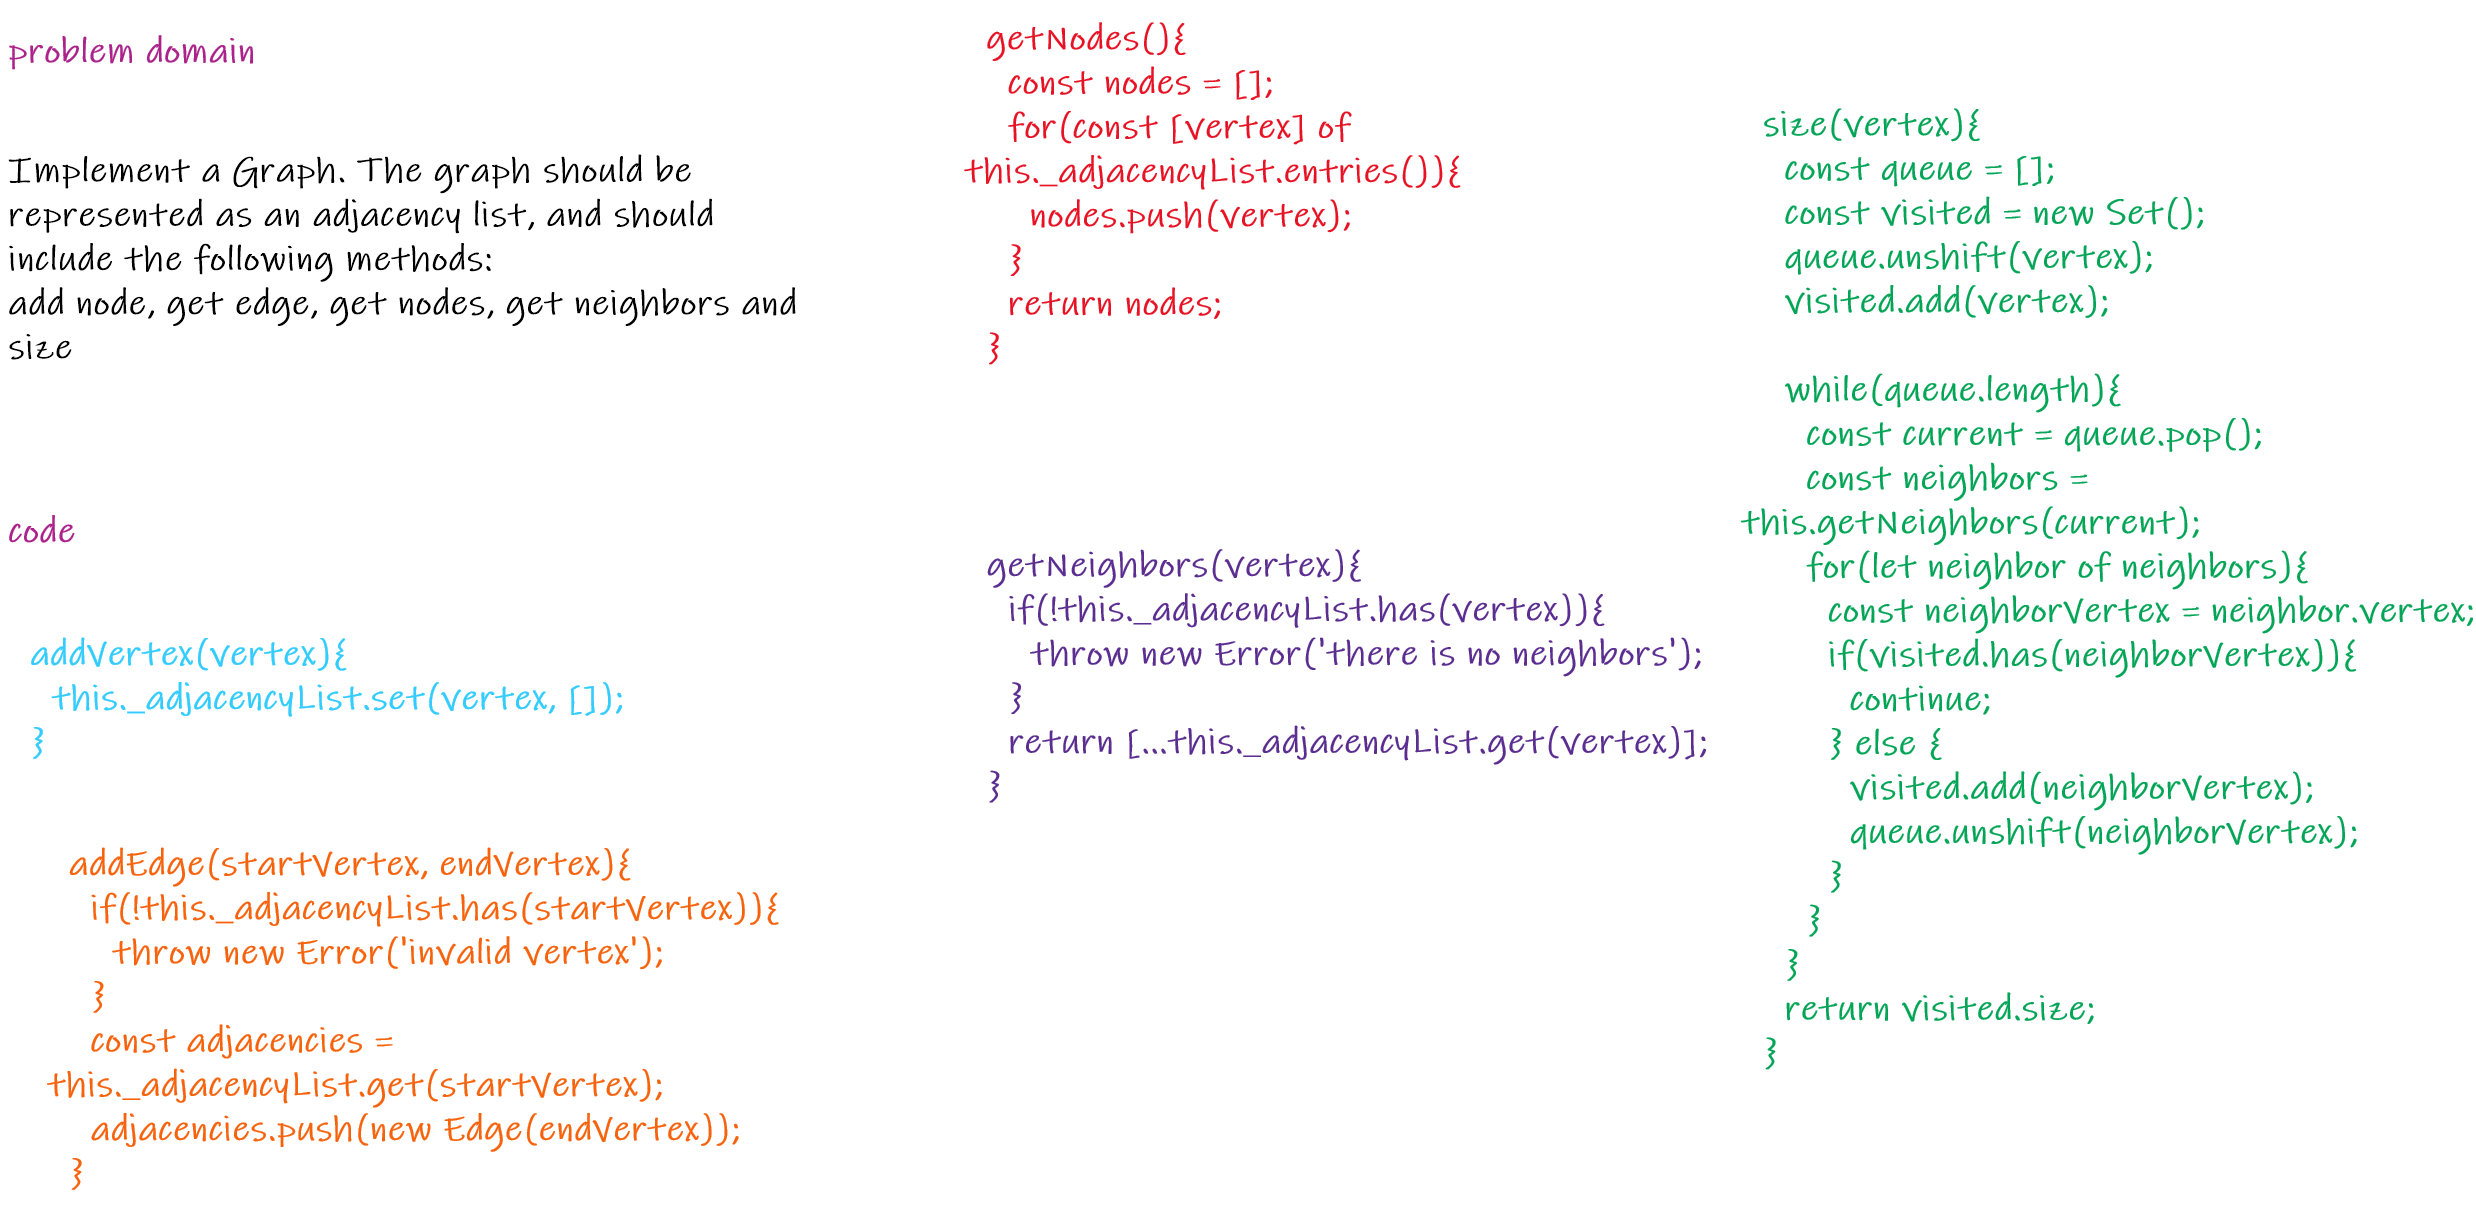 problem domain
Implement a Graph. The graph should be
represented as an adjacency list, and should
include the following methods:
add node, get edge, get nodes, get neighbors and
size
code
addVertex(vertex){
this._adjacencyList.set(vertex, []);
}
addEdge(startVertex, endVertex){
if(!this._adjacencyList.has(startVertex)){
throw new Error('invalid vertex');
}
const adjacencies =
this._adjacencyList.get(startVertex);
adjacencies.push(new Edge(endVertex));
}
getNodes(){
const nodes = [];
for(const [vertex] of
this._adjacencyList.entries()){
nodes.push(vertex);
}
return nodes;
}
getNeighbors(vertex){
if(!this._adjacencyList.has(vertex)){
throw new Error('there is no neighbors');
}
return [...this._adjacencyList.get(vertex)];
}
size(vertex){
const queue = [];
const visited = new Set();
queue.unshift(vertex);
visited.add(vertex);
while(queue.length){
const current = queue.pop();
const neighbors =
this.getNeighbors(current);
for(let neighbor of neighbors){
const neighborVertex = neighbor.vertex;
if(visited.has(neighborVertex)){
continue;
} else {
visited.add(neighborVertex);
queue.unshift(neighborVertex);
}
}
}
return visited.size;
}